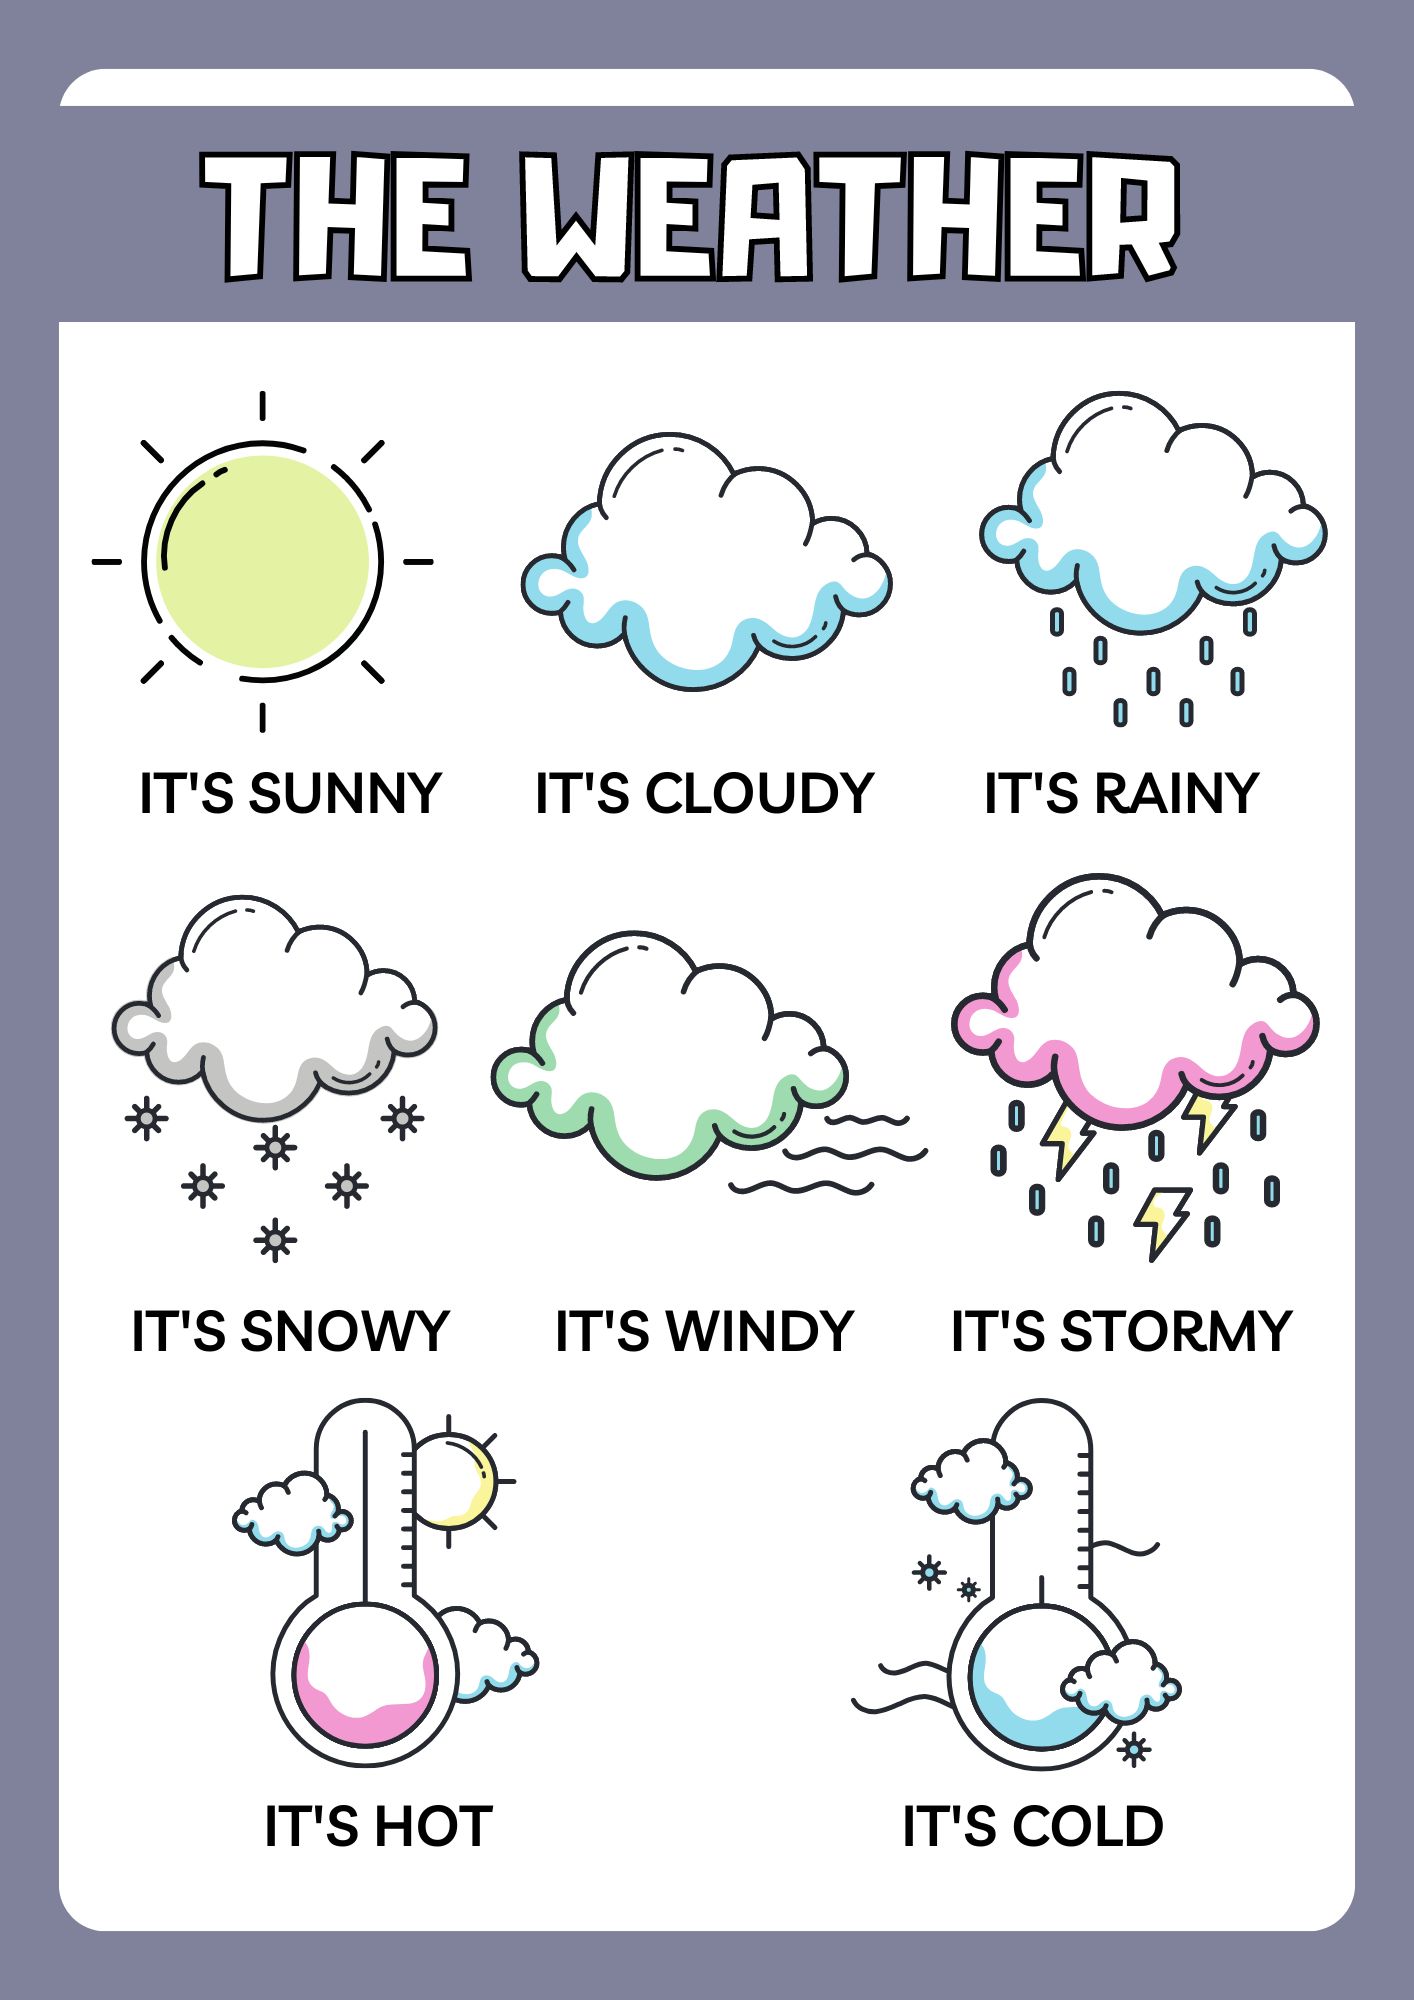 THE WEATHER
IT'S SUNNY
IT'S CLOUDY
IT'S RAINY
IT'S SNOWY
IT'S WINDY
IT'S STORMY
IT'S HOT
IT'S COLD